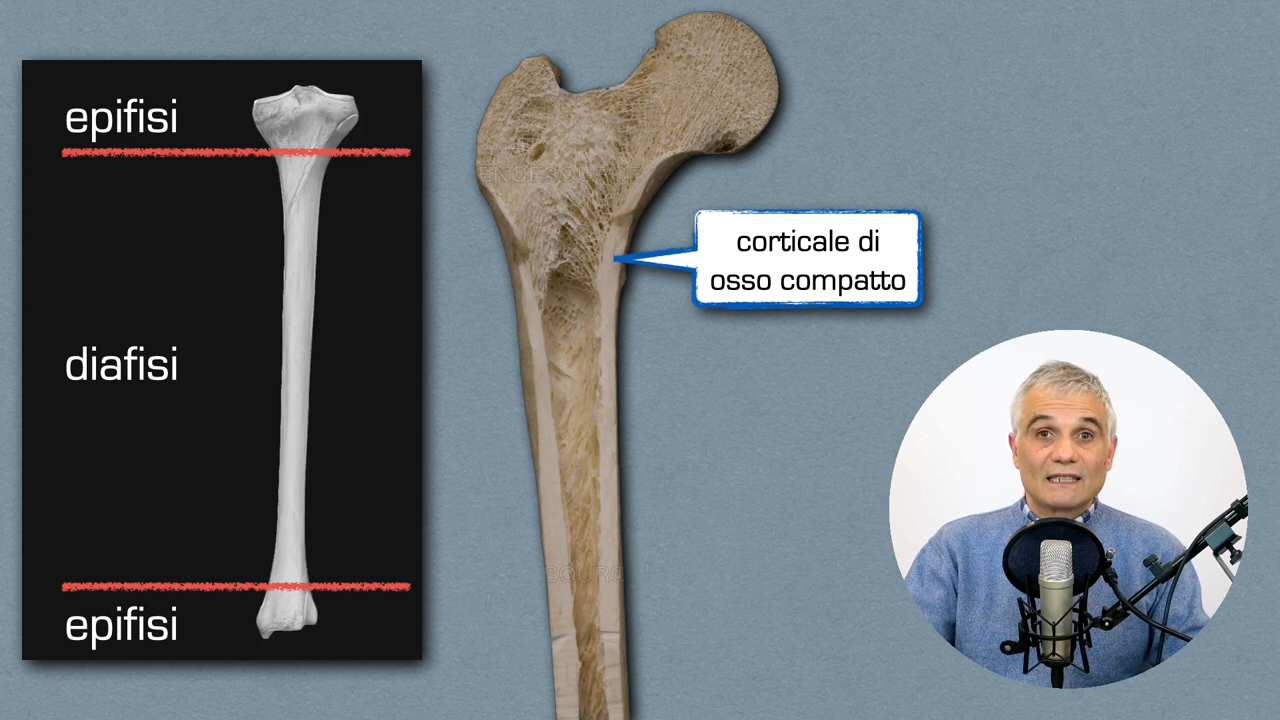 epifisi
diafisi
epifisi
corticale di
osso compatto